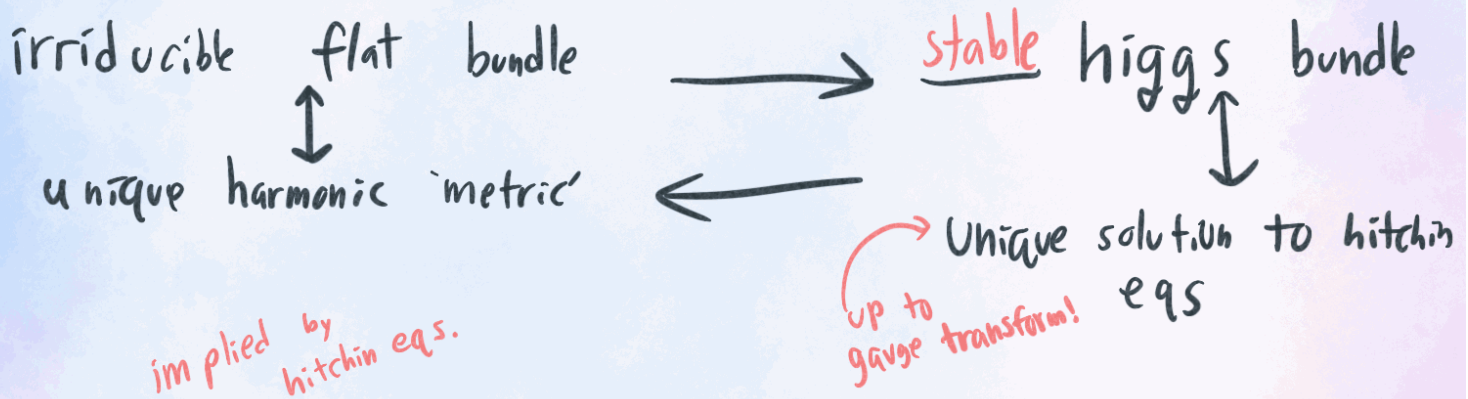 irriducible flat bundle
stable higgs bundle
unique harmonic `metric'
Unique solution to hitchin
eqs
up to
gauge transform!
implied by
hitchin eqs.